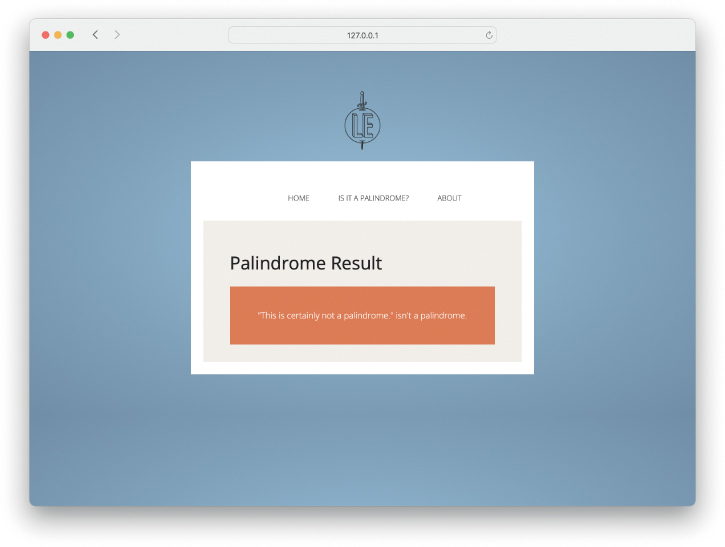 127.0.0.1
LE
HOME IS IT A PALINDROME? ABOUT
Palindrome Result
"This is certainly not a palindrome." isn't a palindrome.